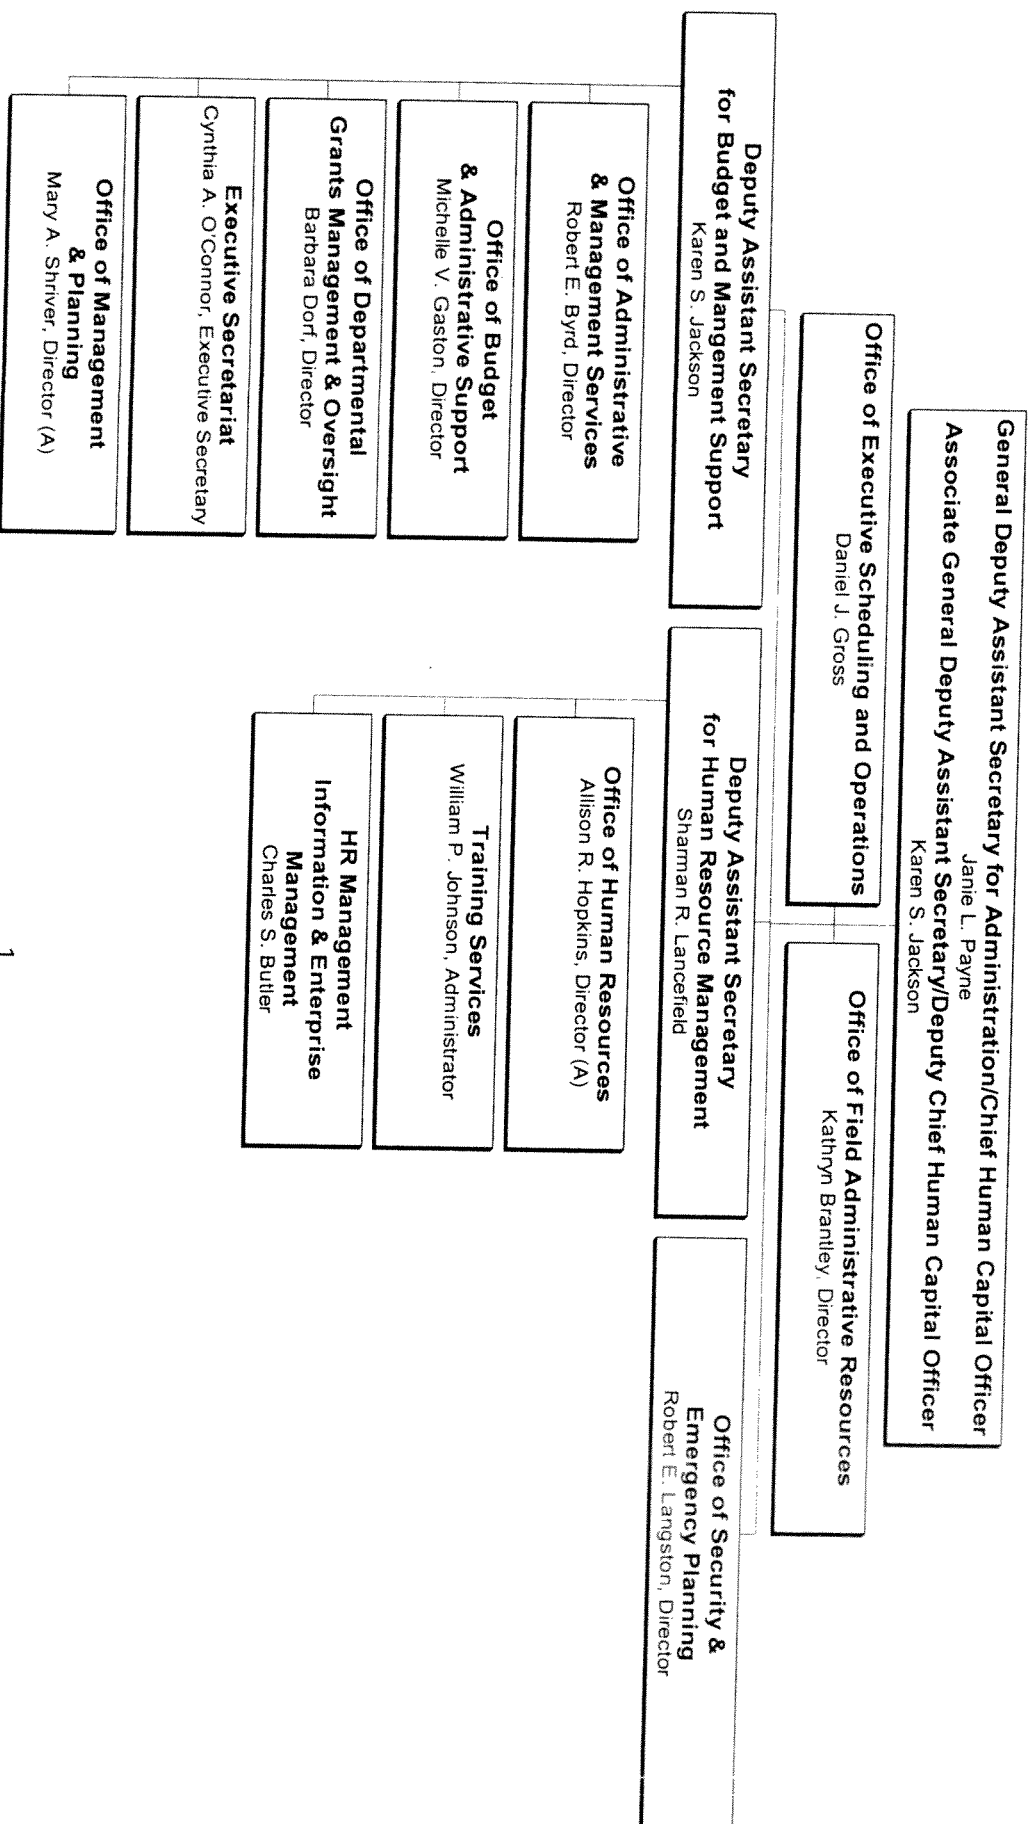 General Deputy Assistant Secretary for Administration/Chief Human Capital Officer
Janie L. Payne
Associate General Deputy Assistant Secretary/Deputy Chief Human Capital Officer
Karen S. Jackson
Office of Executive Scheduling and Operations
Daniel J. Gross
Office of Field Administrative Resources
Kathryn Brantley, Director
Deputy Assistant Secretary
for Budget and Mangement Support
Karen S. Jackson
Office of Administrative
& Management Services
Robert E. Byrd, Director
Office of Budget
& Administrative Support
Michelle V. Gaston, Director
Office of Departmental
Grants Management & Oversight
Barbara Dorf, Director
Executive Secretariat
Cynthia A. O'Connor, Executive Secretary
Office of Management
& Planning
Mary A. Shriver, Director (A)
Deputy Assistant Secretary
for Human Resource Management
Sharman R. Lancefield
Office of Human Resources
Allison R. Hopkins, Director (A)
Training Services
William P. Johnson, Administrator
HR Management
Information & Enterprise
Management
Charles S. Butler
Office of Security &
Emergency Planning
Robert E. Langston, Director
1